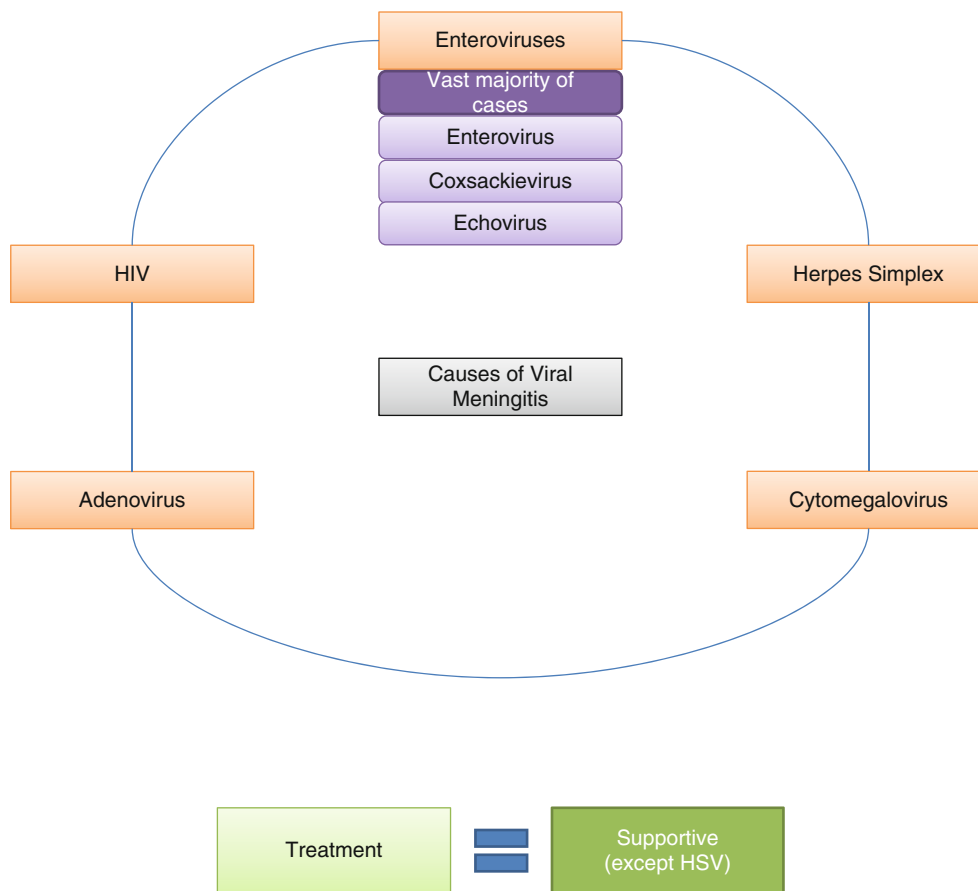 Enteroviruses
Vast majority of
cases
Enterovirus
Coxsackievirus
Echovirus
HIV
Herpes Simplex
Causes of Viral
Meningitis
Adenovirus
Cytomegalovirus
Treatment
Supportive
(except HSV)